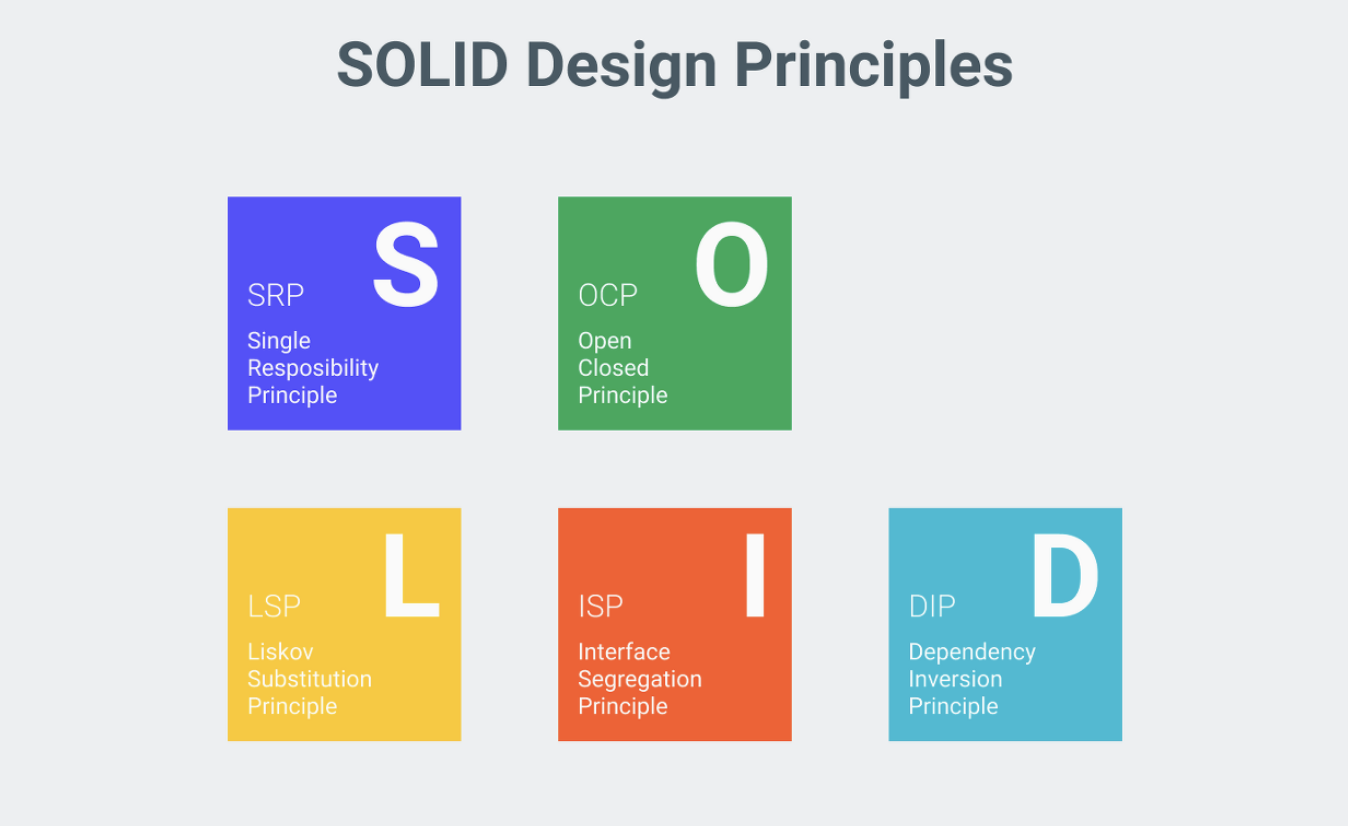 SOLID Design Principles
S
SRP
Single
Resposibility
Principle
O
OCP
Open
Closed
Principle
L
LSP
Liskov
Substitution
Principle
I
ISP
Interface
Segregation
Principle
D
DIP
Dependency
Inversion
Principle